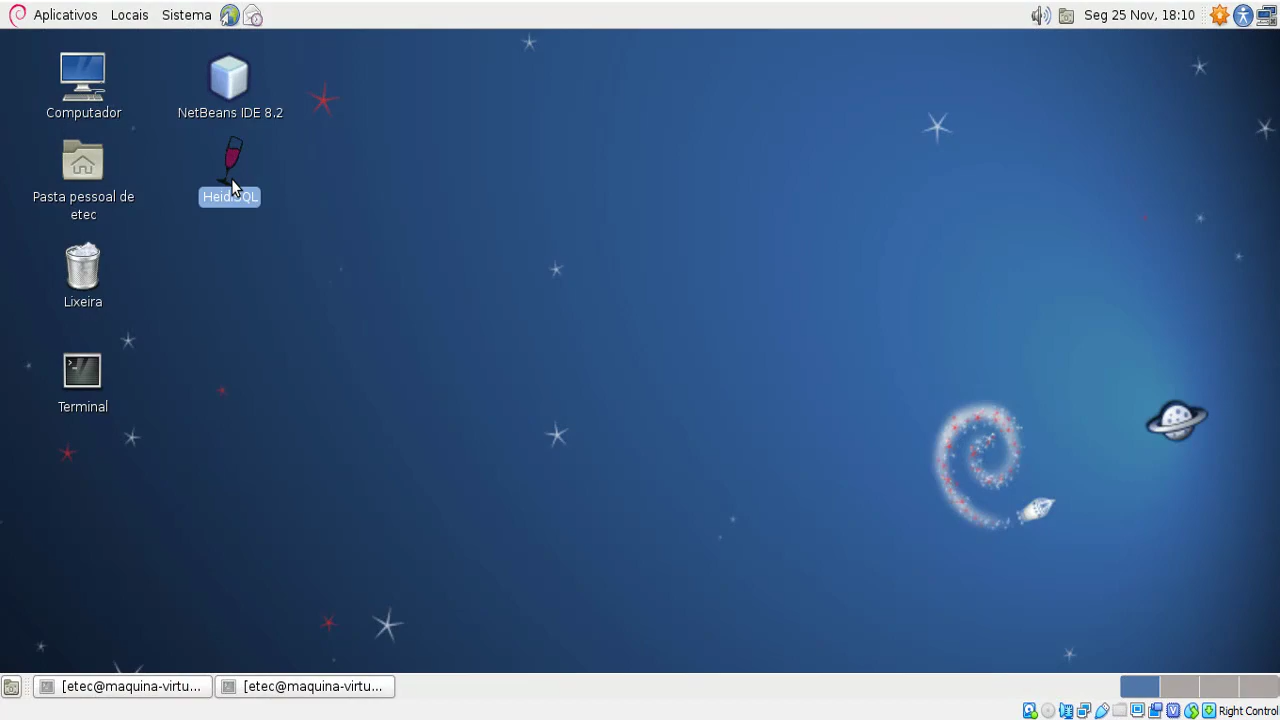 Aplicativos Locais Sistema
Seg 25 Nov, 18:10
Computador
NetBeans IDE 8.2
Pasta pessoal de
etec
HeidiSQL
Lixeira
Terminal
[etec@maquina-virtu...
[etec@maquina-virtu...
Right Control